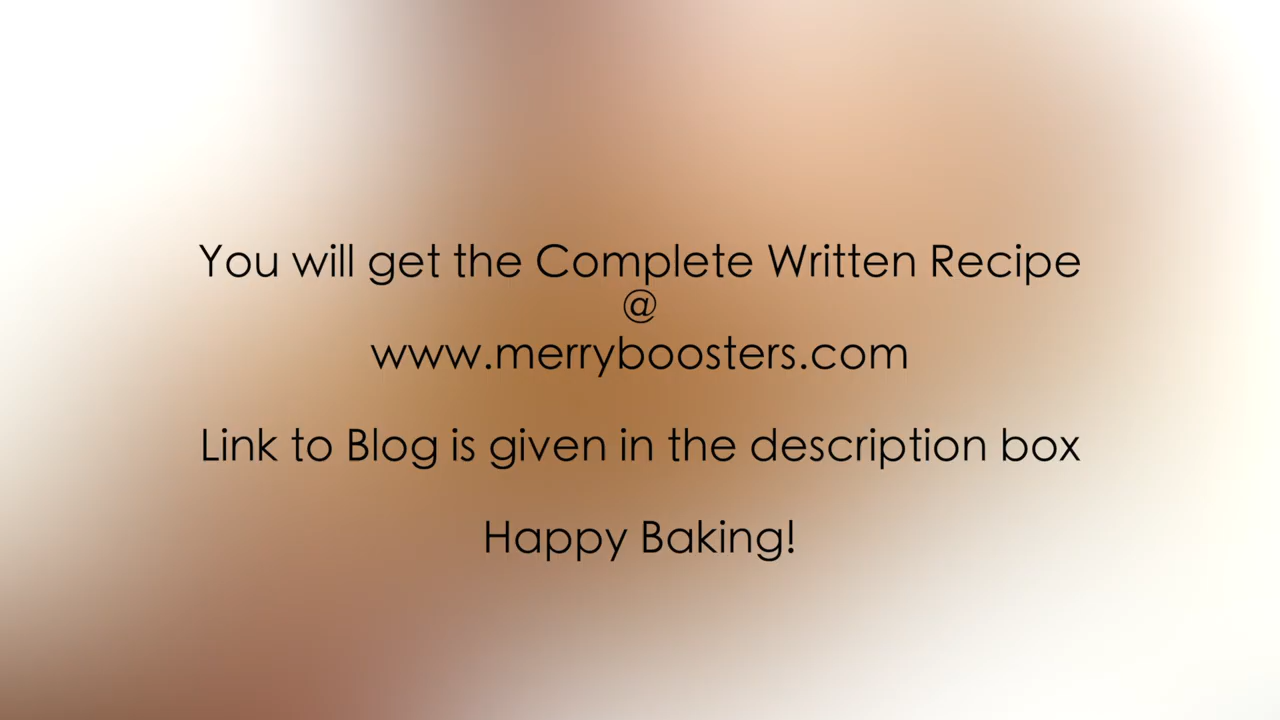 You will get the Complete Written Recipe
@
www.merryboosters.com
Link to Blog is given in the description box
Happy Baking!